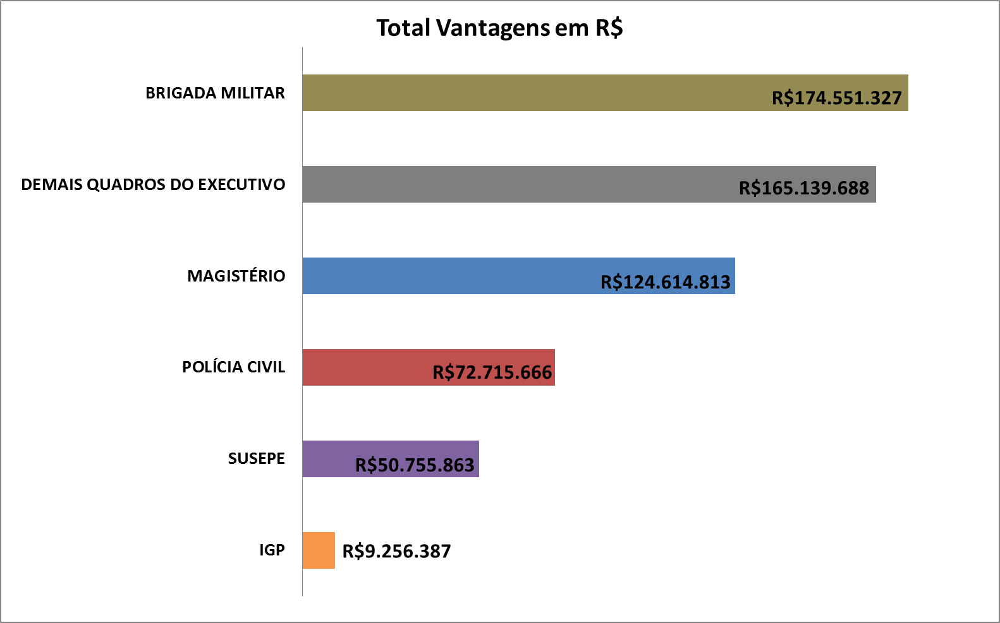 Total Vantagens em R$
BRIGADA MILITAR
R$174.551.327
DEMAIS QUADROS DO EXECUTIVO
R$165.139.688
MAGISTÉRIO
R$124.614.813
POLÍCIA CIVIL
R$72.715.666
SUSEPE
R$50.755.863
IGP
R$9.256.387